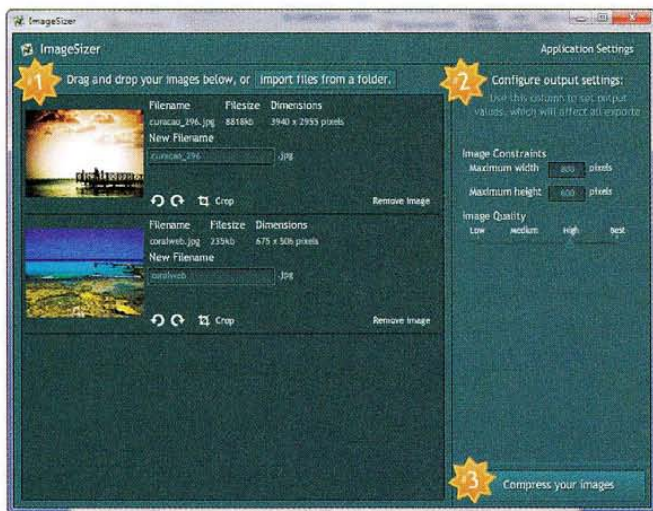 ImageSizer
ImageSizer
Application Settings
#1 Drag and drop your images below, or import files from a folder.
Filename Filesize Dimensions
curacao_296.jpg 8818kb 3940 x 2955 pixels
New Filename
curacao_296 .jpg
Crop Remove Image
Filename Filesize Dimensions
coralweb.jpg 235kb 675 x 506 pixels
New Filename
coralweb .jpg
Crop Remove Image
#2 Configure output settings:
Use this column to set output
values, which will affect all exports
Image Constraints
Maximum width 800 pixels
Maximum height 600 pixels
Image Quality
Low Medium High Best
#3 Compress your images